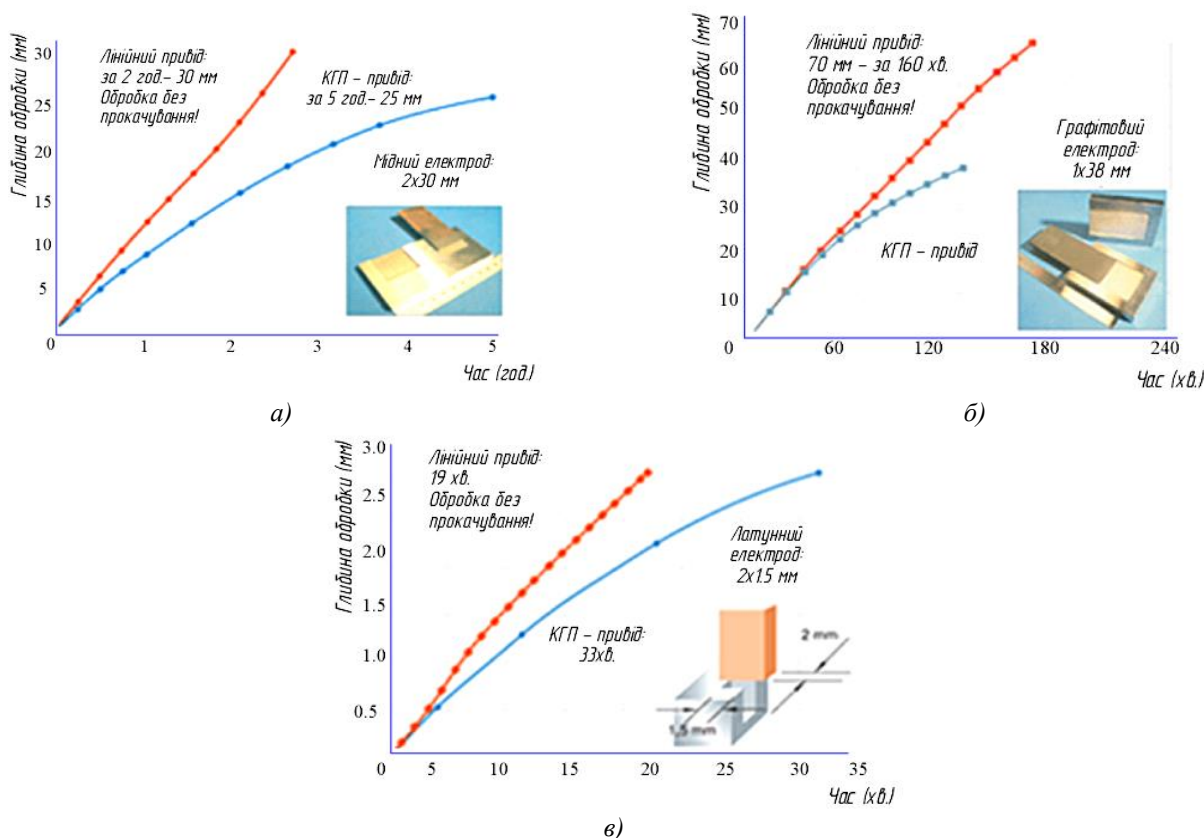 Глибина обробки (мм)
30
25
20
15
10
5
0
1
2
3
4
5
Час (год.)
Лінійний привід:
за 2 год.– 30 мм
Обробка без
прокачування!
КГП – привід:
за 5 год.– 25 мм
Мідний електрод:
2х30 мм
а)
Глибина обробки (мм)
70
60
50
40
30
20
10
0
60
120
180
240
Час (хв.)
Лінійний привід:
70 мм – за 160 хв.
Обробка без
прокачування!
КГП – привід
Графітовий
електрод:
1х38 мм
б)
Глибина обробки (мм)
3.0
2.5
2.0
1.5
1.0
0.5
0
5
10
15
20
25
30
35
Час (хв.)
Лінійний привід:
19 хв.
Обробка без
прокачування!
КГП – привід:
33хв.
Латунний
електрод:
2х1.5 мм
2 mm
1,5 mm
в)